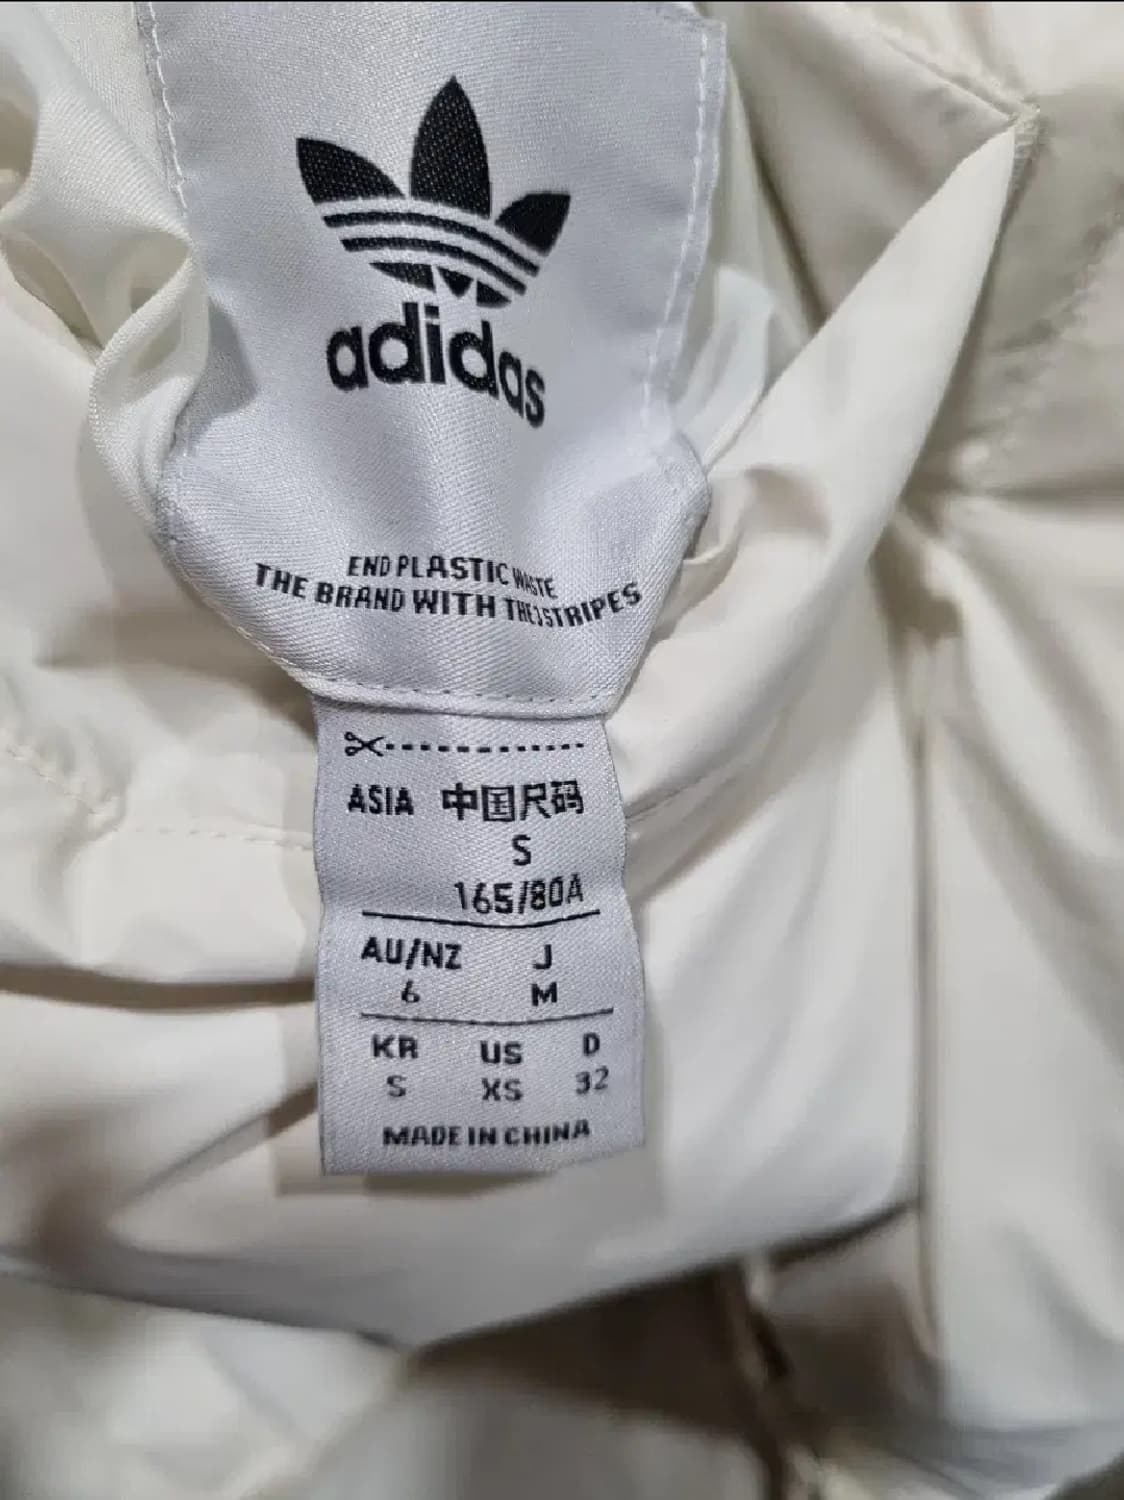 adidas
END PLASTIC WASTE
THE BRAND WITH THE 3 STRIPES
ASIA 中国尺码
S
165/80A
AU/NZ J
6 M
KR US D
S XS 32
MADE IN CHINA